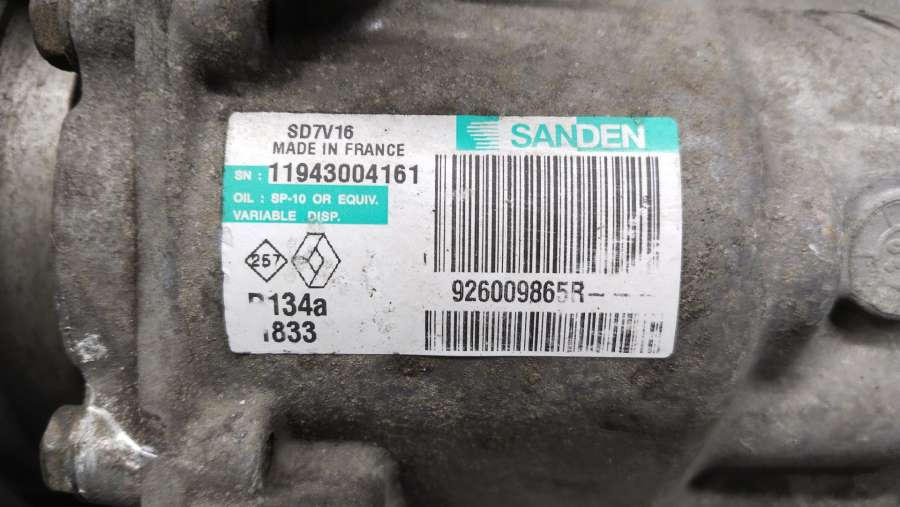 SD7V16
MADE IN FRANCE
SANDEN
SN : 11943004161
OIL : SP-10 OR EQUIV.
VARIABLE DISP.
257
926009865R----
R134a
1833